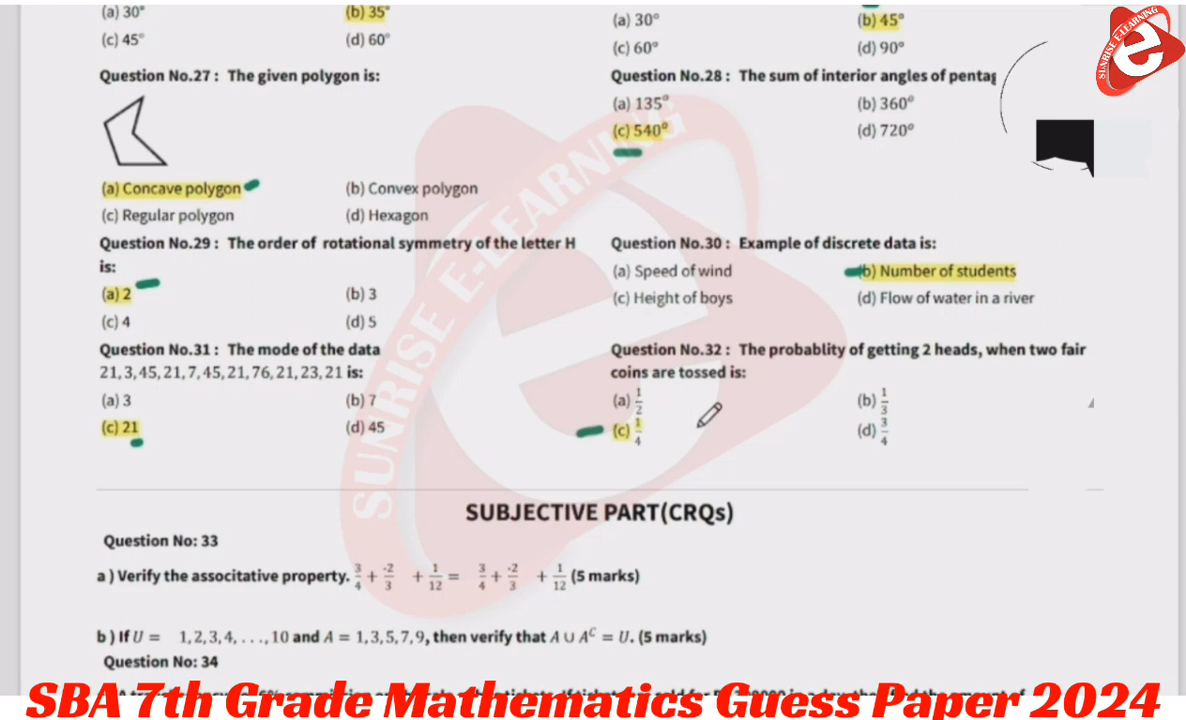 (a) 30° (b) 35°
(c) 45° (d) 60°
(a) 30° (b) 45°
(c) 60° (d) 90°
Question No.27 : The given polygon is:
(a) Concave polygon (b) Convex polygon
(c) Regular polygon (d) Hexagon
Question No.28 : The sum of interior angles of
(a) 135° (b) 360°
(c) 540° (d) 720°
Question No.29 : The order of rotational symmetry of the letter H
is:
(a) 2 (b) 3
(c) 4 (d) 5
Question No.30 : Example of discrete data is:
(a) Speed of wind (b) Number of students
(c) Height of boys (d) Flow of water in a river
Question No.31 : The mode of the data
21, 3, 45, 21, 7, 45, 21, 76, 21, 23, 21 is:
(a) 3 (b) 7
(c) 21 (d) 45
Question No.32 : The probablity of getting 2 heads, when two fair
coins are tossed is:
(a) 1/2 (b) 1/3
(c) 1/4 (d) 3/4
SUBJECTIVE PART(CRQs)
Question No: 33
a ) Verify the associtative property. 3/4 + -2/3 + 1/12 = 3/4 + -2/3 + 1/12 (5 marks)
b ) If U = 1,2,3,4, . . ., 10 and A = 1,3,5,7,9, then verify that A ∪ A^C = U. (5 marks)
Question No: 34
SBA 7th Grade Mathematics Guess Paper 2024
SUNRISE E-LEARNING
e
SUNRISE E-LEARNING
e